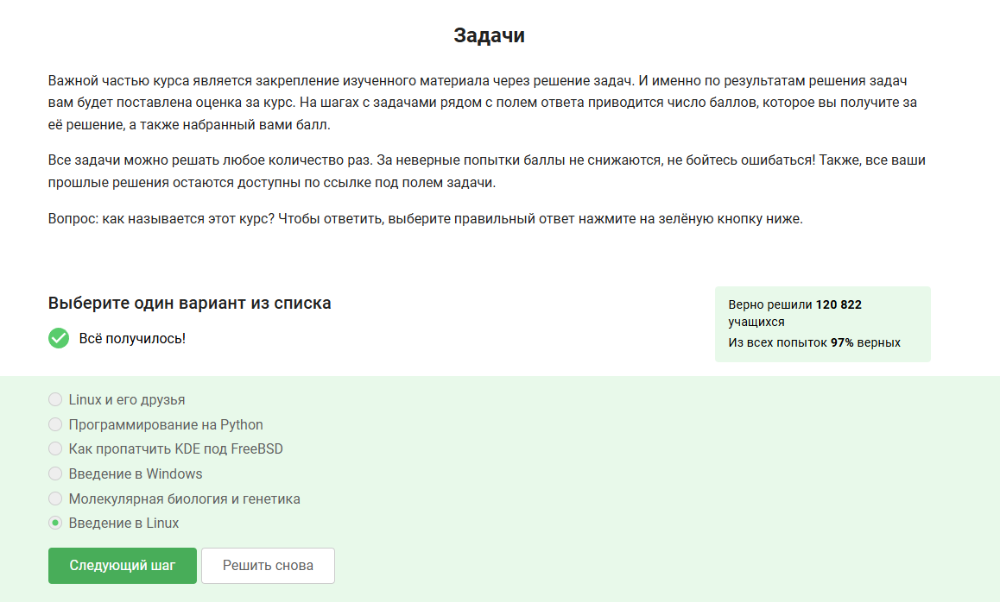 Задачи
Важной частью курса является закрепление изученного материала через решение задач. И именно по результатам решения задач
вам будет поставлена оценка за курс. На шагах с задачами рядом с полем ответа приводится число баллов, которое вы получите за
её решение, а также набранный вами балл.
Все задачи можно решать любое количество раз. За неверные попытки баллы не снижаются, не бойтесь ошибаться! Также, все ваши
прошлые решения остаются доступны по ссылке под полем задачи.
Вопрос: как называется этот курс? Чтобы ответить, выберите правильный ответ нажмите на зелёную кнопку ниже.
Выберите один вариант из списка
Всё получилось!
Верно решили 120 822
учащихся
Из всех попыток 97% верных
Linux и его друзья
Программирование на Python
Как пропатчить KDE под FreeBSD
Введение в Windows
Молекулярная биология и генетика
Введение в Linux
Следующий шаг
Решить снова